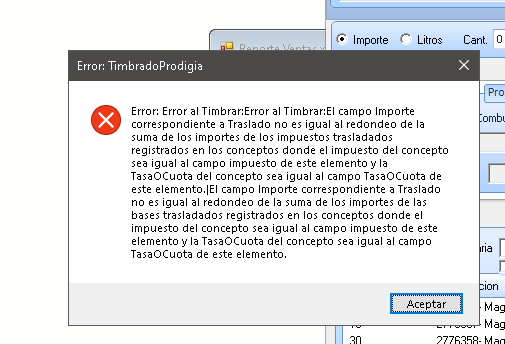 Importe
Litros
Cant.
0
Reporte Ventas x
Error: TimbradoProdigia
Error: Error al Timbrar:Error al Timbrar:El campo Importe
correspondiente a Traslado no es igual al redondeo de la
suma de los importes de los impuestos trasladados
registrados en los conceptos donde el impuesto del concepto
sea igual al campo impuesto de este elemento y la
TasaOCuota del concepto sea igual al campo TasaOCuota de
este elemento.|El campo Importe correspondiente a Traslado
no es igual al redondeo de la suma de los importes de las
bases trasladados registrados en los conceptos donde el
impuesto del concepto sea igual al campo impuesto de este
elemento y la TasaOCuota del concepto sea igual al campo
TasaOCuota de este elemento.
Aceptar
Pro
Combu
aria
cion
- Mag
- Mag
30
2776358- Mag